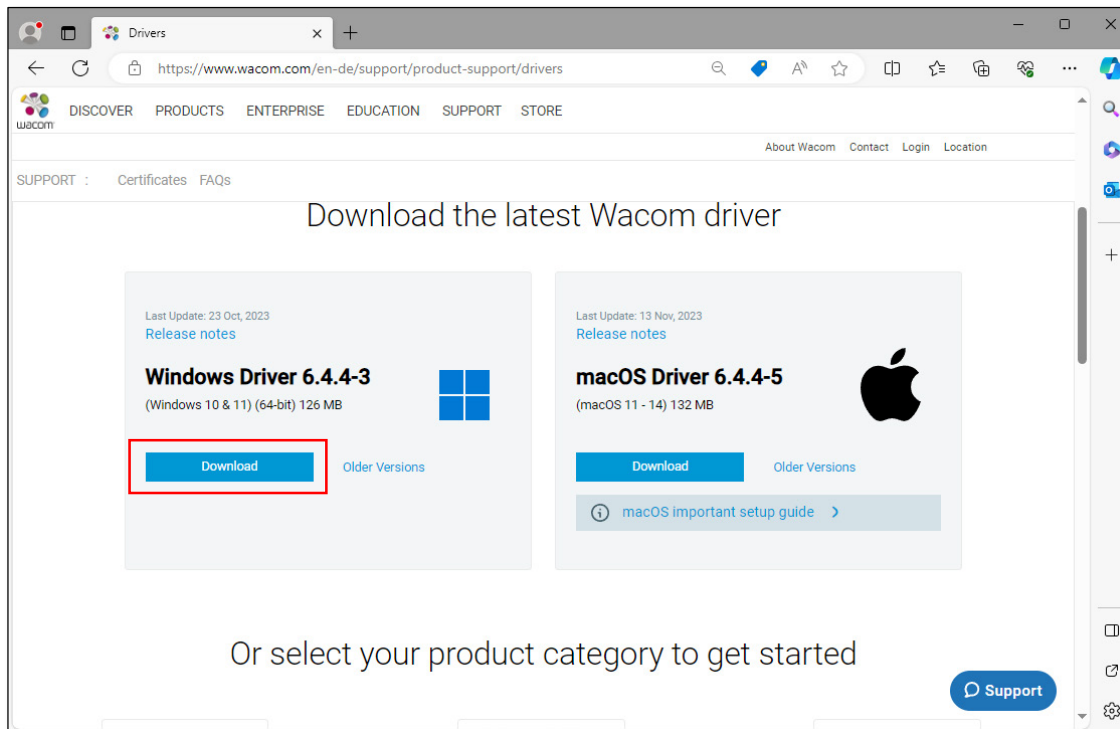 Drivers
https://www.wacom.com/en-de/support/product-support/drivers
wacom
DISCOVER PRODUCTS ENTERPRISE EDUCATION SUPPORT STORE
About Wacom Contact Login Location
SUPPORT : Certificates FAQs
Download the latest Wacom driver
Last Update: 23 Oct, 2023
Release notes
Windows Driver 6.4.4-3
(Windows 10 & 11) (64-bit) 126 MB
Download Older Versions
Last Update: 13 Nov, 2023
Release notes
macOS Driver 6.4.4-5
(macOS 11 - 14) 132 MB
Download Older Versions
macOS important setup guide
Or select your product category to get started
Support